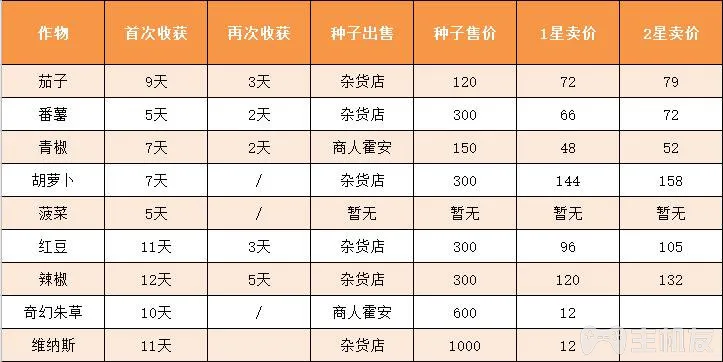 作物 首次收获 再次收获 种子出售 种子售价 1星卖价 2星卖价
茄子 9天 3天 杂货店 120 72 79
番薯 5天 2天 杂货店 300 66 72
青椒 7天 2天 商人霍安 150 48 52
胡萝卜 7天 / 杂货店 300 144 158
菠菜 5天 / 暂无 暂无 暂无 暂无
红豆 11天 3天 杂货店 300 96 105
辣椒 12天 5天 杂货店 300 120 132
奇幻朱草 10天 / 商人霍安 600 12
维纳斯 11天 杂货店 1000 12